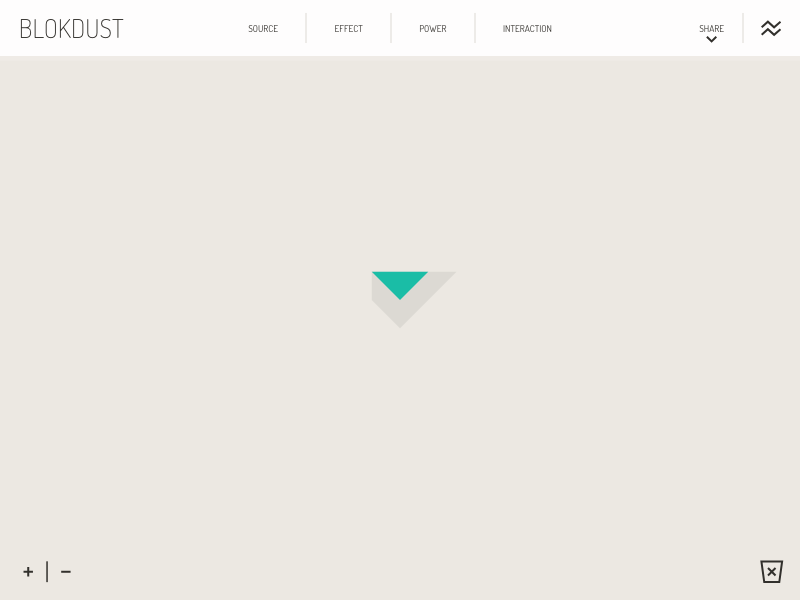 BLOKDUST
SOURCE
EFFECT
POWER
INTERACTION
SHARE